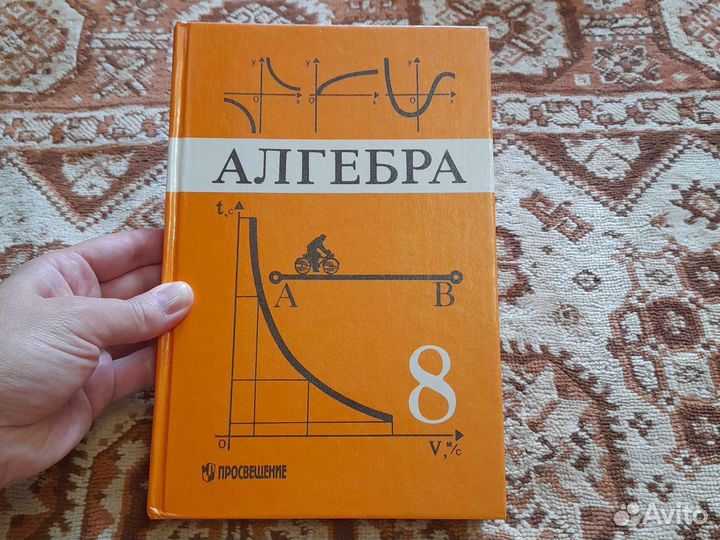 y y y
O x O x O x
АЛГЕБРА
t,c
A B
8
O V, м/с
ПРОСВЕЩЕНИЕ
Avito